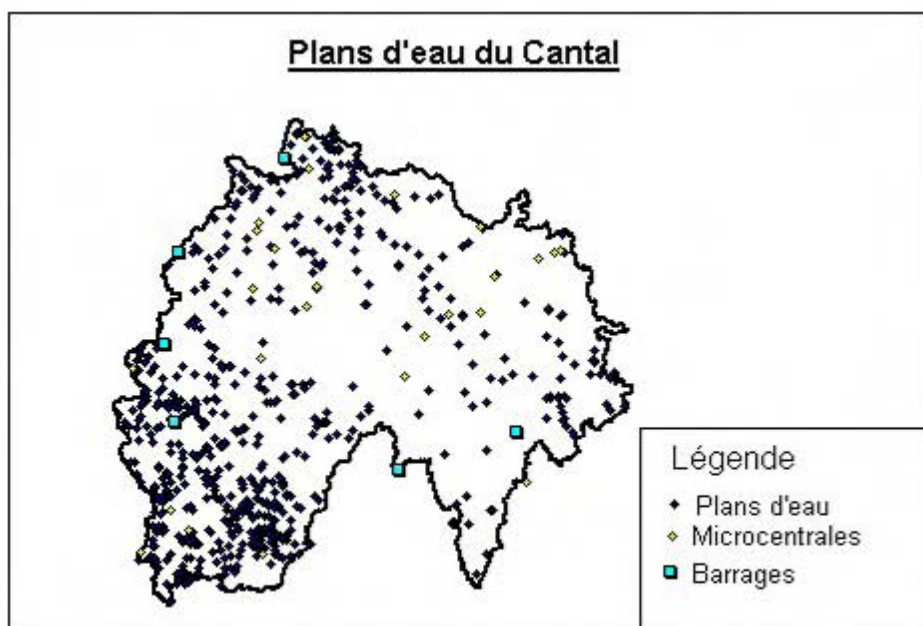 Plans d'eau du Cantal
Légende
Plans d'eau
Microcentrales
Barrages